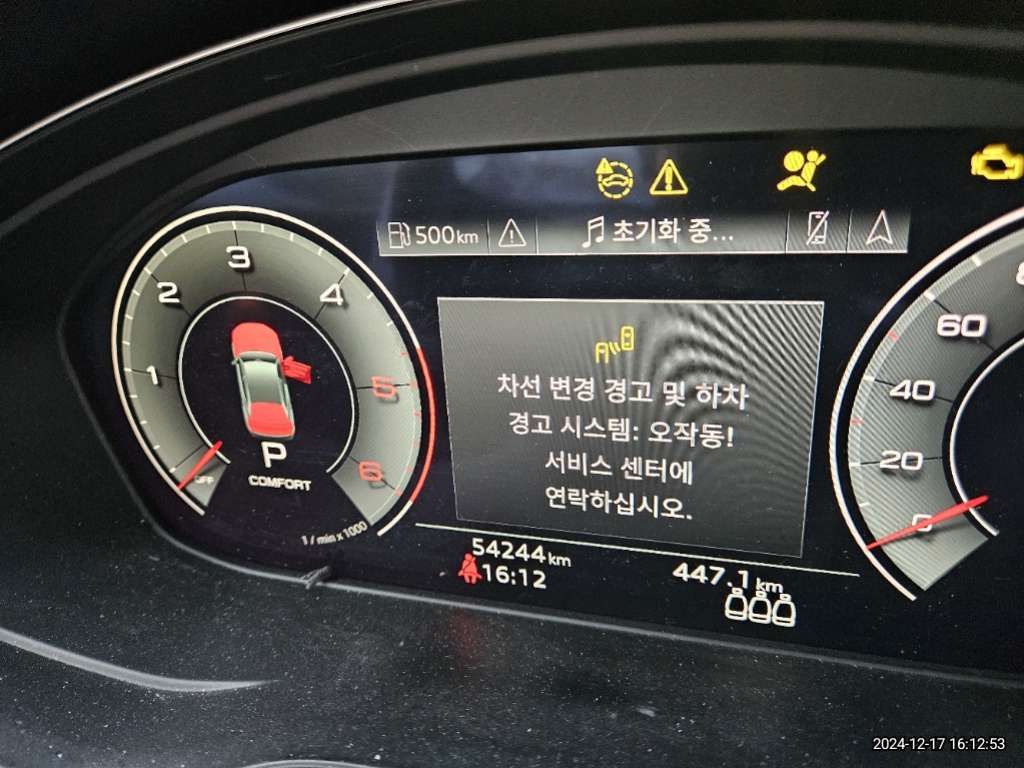 500km
초기화 중...
1
2
3
4
5
6
P
OFF
COMFORT
1 / min x 1000
차선 변경 경고 및 하차
경고 시스템: 오작동!
서비스 센터에
연락하십시오.
60
40
20
0
54244 km
16:12
447.1 km
2024-12-17 16:12:53